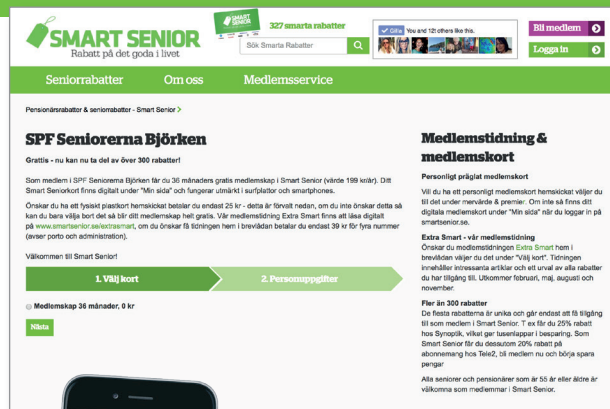 SMART SENIOR
Rabatt på det goda i livet
SMART SENIOR
327 smarta rabatter
Sök Smarta Rabatter
Gilla You and 12t others like this.
Bli medlem
Logga in
Seniorrabatter Om oss Medlemsservice
Pensionärsrabatter & seniorrabatter - Smart Senior >
SPF Seniorerna Björken
Grattis - nu kan nu ta del av över 300 rabatter!
Som medlem i SPF Seniorerna Björken får du 36 månaders gratis medlemskap i Smart Senior (värde 199 kr/år). Ditt
Smart Seniorkort finns digitalt under "Min sida" och fungerar utmärkt i surfplattor och smartphones.
Önskar du ha ett fysiskt plastkort hemskickat betalar du endast 25 kr - detta är förvalt nedan, om du inte önskar detta så
kan du bara välja bort det så blir ditt medlemskap helt gratis. Vår medlemstidning Extra Smart finns att läsa digitalt
på www.smartsenior.se/extrasmart, om du önskar få tidningen hem i brevlådan betalar du endast 39 kr för fyra nummer
(avser porto och administration).
Välkommen till Smart Senior!
1. Välj kort 2. Personuppgifter
Medlemskap 36 månader, 0 kr
Nästa
Medlemstidning &
medlemskort
Personligt präglat medlemskort
Vill du ha ett personligt medlemskort hemskickat väljer du
till det under mervärde & premier. Om inte så finns ditt
digitala medlemskort under "Min sida" när du loggar in på
smartsenior.se.
Extra Smart - vår medlemstidning
Önskar du medlemstidningen Extra Smart hem i
brevlådan väljer du det under "Välj kort". Tidningen
innehåller intressanta artiklar och ett urval av alla rabatter
du har tillgång till. Utkommer februari, maj, augusti och
november.
Fler än 300 rabatter
De flesta rabatterna är unika och går endast att få tillgång
till som medlem i Smart Senior. T ex får du 25% rabatt
hos Synoptik, vilket ger tusenlappar i besparing. Som
Smart Senior får du dessutom 20% rabatt på
abonnemang hos Tele2, bli medlem nu och börja spara
pengar
Alla seniorer och pensionärer som är 55 år eller äldre är
välkomna som medlemmar i Smart Senior.